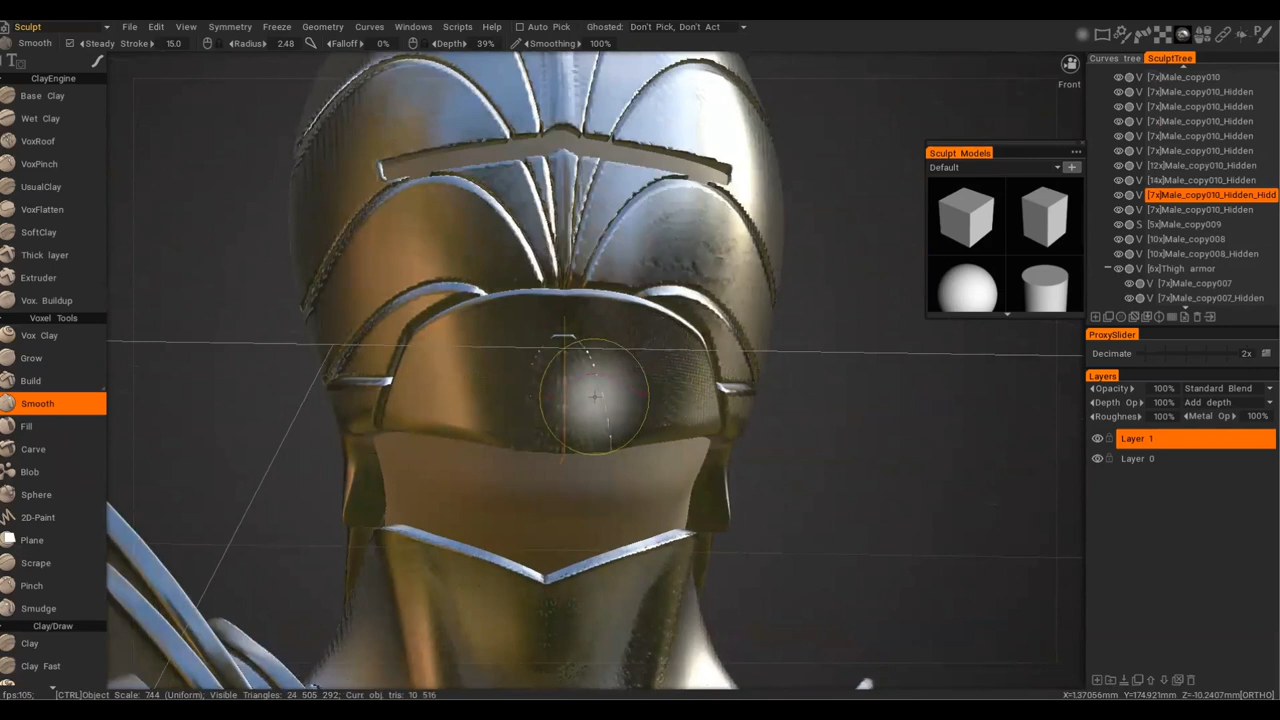 Sculpt File Edit View Symmetry Freeze Geometry Curves Windows Scripts Help Auto Pick Ghosted: Don't Pick, Don't Act
Smooth Steady Stroke 15.0 Radius 2.48 Falloff 0% Depth 39% Smoothing 100%
ClayEngine
Base Clay
Wet Clay
VoxRoof
VoxPinch
UsualClay
VoxFlatten
SoftClay
Thick layer
Extruder
Vox. Buildup
Voxel Tools
Vox Clay
Grow
Build
Smooth
Fill
Carve
Blob
Sphere
2D-Paint
Plane
Scrape
Pinch
Smudge
Clay/Draw
Clay
Clay Fast
Front
Sculpt Models
Default
Curves tree SculptTree
[7x]Male_copy010
[7x]Male_copy010_Hidden
[7x]Male_copy010_Hidden
[7x]Male_copy010_Hidden
[7x]Male_copy010_Hidden
[7x]Male_copy010_Hidden
[12x]Male_copy010_Hidden
[14x]Male_copy010_Hidden
[7x]Male_copy010_Hidden_Hidd
[7x]Male_copy010_Hidden
[5x]Male_copy009
[10x]Male_copy008
[10x]Male_copy008_Hidden
[6x]Thigh armor
[7x]Male_copy007
[7x]Male_copy007_Hidden
ProxySlider
Decimate 2x
Layers
Opacity 100% Standard Blend
Depth Op 100% Add depth
Roughness 100% Metal Op 100%
Layer 1
Layer 0
fps:105; [CTRL]Object Scale: 744 (Uniform); Visible Triangles: 24 505 292; Curr. obj. tris: 10 516 X=1.37056mm Y=174.921mm Z=-10.2407mm[ORTHO]